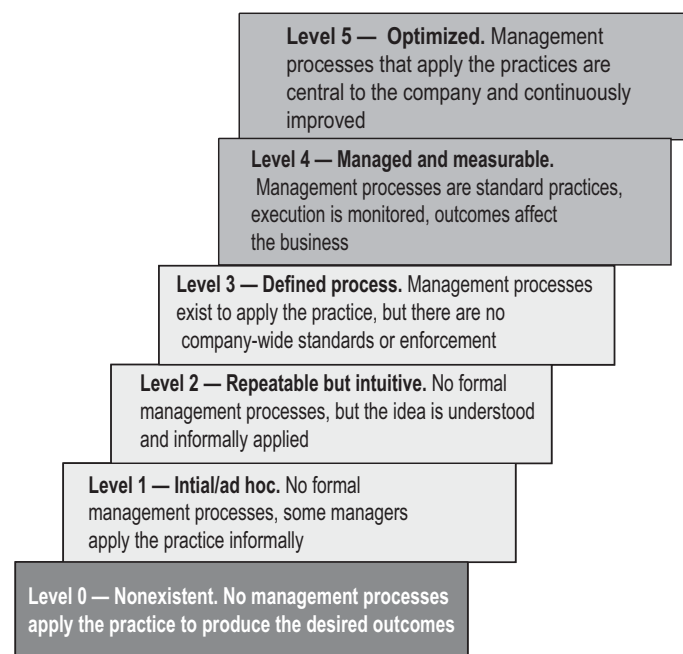 Level 5 — Optimized. Management
processes that apply the practices are
central to the company and continuously
improved
Level 4 — Managed and measurable.
Management processes are standard practices,
execution is monitored, outcomes affect
the business
Level 3 — Defined process. Management processes
exist to apply the practice, but there are no
company-wide standards or enforcement
Level 2 — Repeatable but intuitive. No formal
management processes, but the idea is understood
and informally applied
Level 1 — Intial/ad hoc. No formal
management processes, some managers
apply the practice informally
Level 0 — Nonexistent. No management processes
apply the practice to produce the desired outcomes